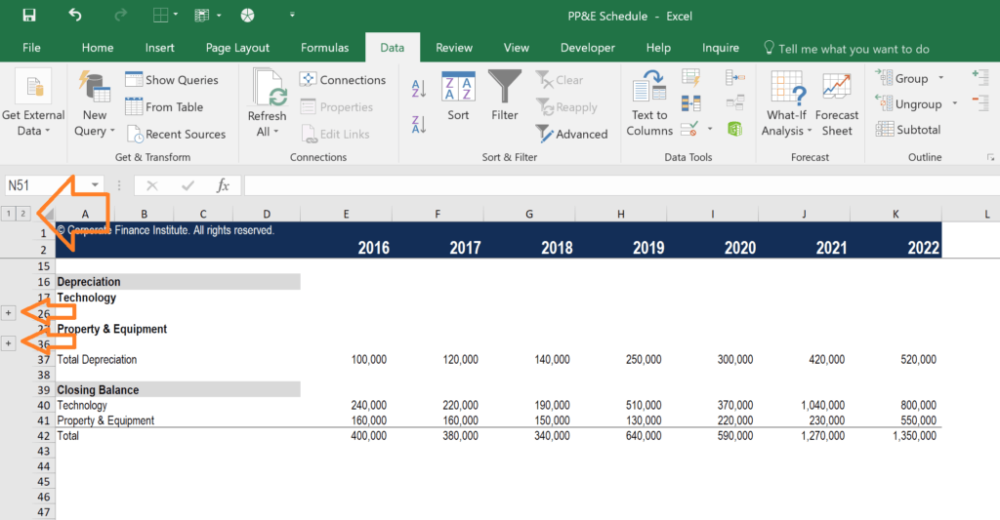 PP&E Schedule - Excel
File Home Insert Page Layout Formulas Data Review View Developer Help Inquire Tell me what you want to do
Get External Data
New Query
Show Queries
From Table
Recent Sources
Get & Transform
Refresh All
Connections
Properties
Edit Links
Connections
A Z
Z A
Z A A Z
Sort
Filter
Clear
Reapply
Advanced
Sort & Filter
Text to Columns
Data Tools
What-If Analysis
Forecast Sheet
Forecast
Group
Ungroup
Subtotal
Outline
N51 fx
1 2 A B C D E F G H I J K L
1 © Corporate Finance Institute. All rights reserved.
2 2016 2017 2018 2019 2020 2021 2022
15
16 Depreciation
17 Technology
+ 26
27 Property & Equipment
+ 36
37 Total Depreciation 100,000 120,000 140,000 250,000 300,000 420,000 520,000
38
39 Closing Balance
40 Technology 240,000 220,000 190,000 510,000 370,000 1,040,000 800,000
41 Property & Equipment 160,000 160,000 150,000 130,000 220,000 230,000 550,000
42 Total 400,000 380,000 340,000 640,000 590,000 1,270,000 1,350,000
43
44
45
46
47